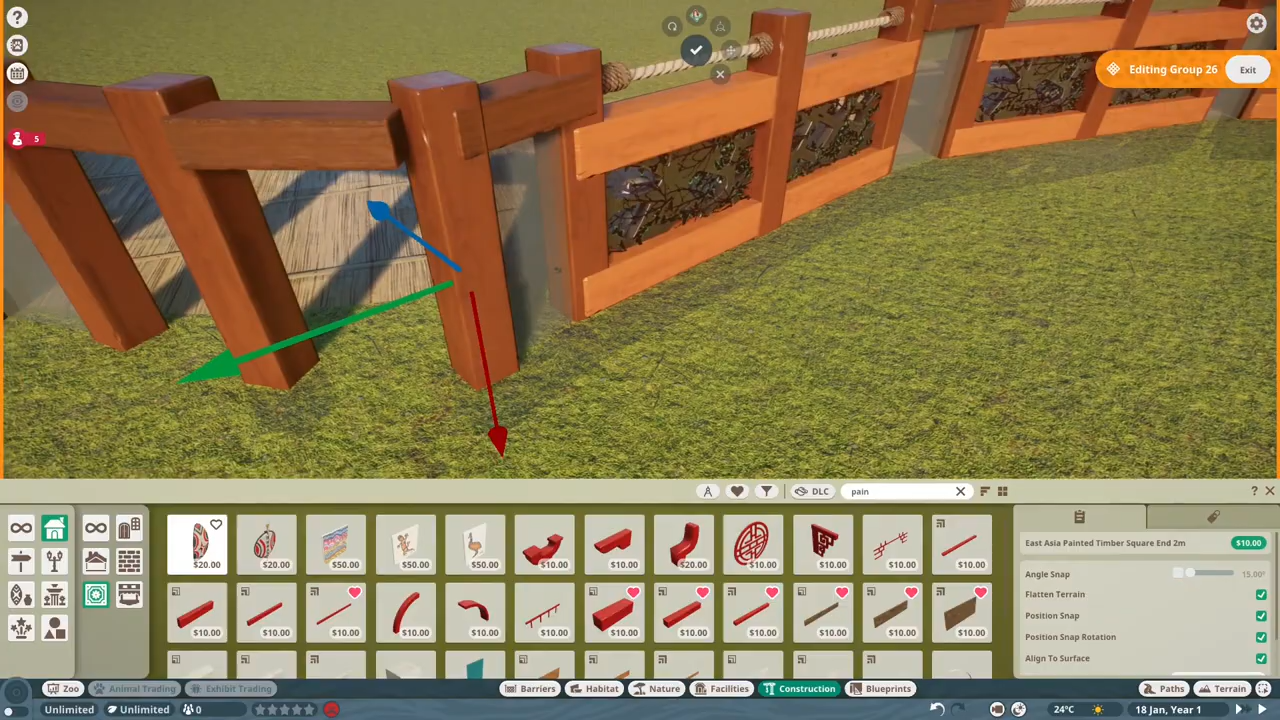 ?
Editing Group 26
Exit
5
DLC
pain
?
$20.00
$20.00
$50.00
$50.00
$50.00
$10.00
$10.00
$20.00
$10.00
$10.00
$10.00
$10.00
East Asia Painted Timber Square End 2m
$10.00
Angle Snap
15.00°
Flatten Terrain
Position Snap
Position Snap Rotation
Align To Surface
$10.00
$10.00
$10.00
$10.00
$10.00
$10.00
$10.00
$10.00
$10.00
$10.00
$10.00
$10.00
Zoo
Animal Trading
Exhibit Trading
Barriers
Habitat
Nature
Facilities
Construction
Blueprints
Paths
Terrain
Unlimited
Unlimited
0
24°C
18 Jan, Year 1